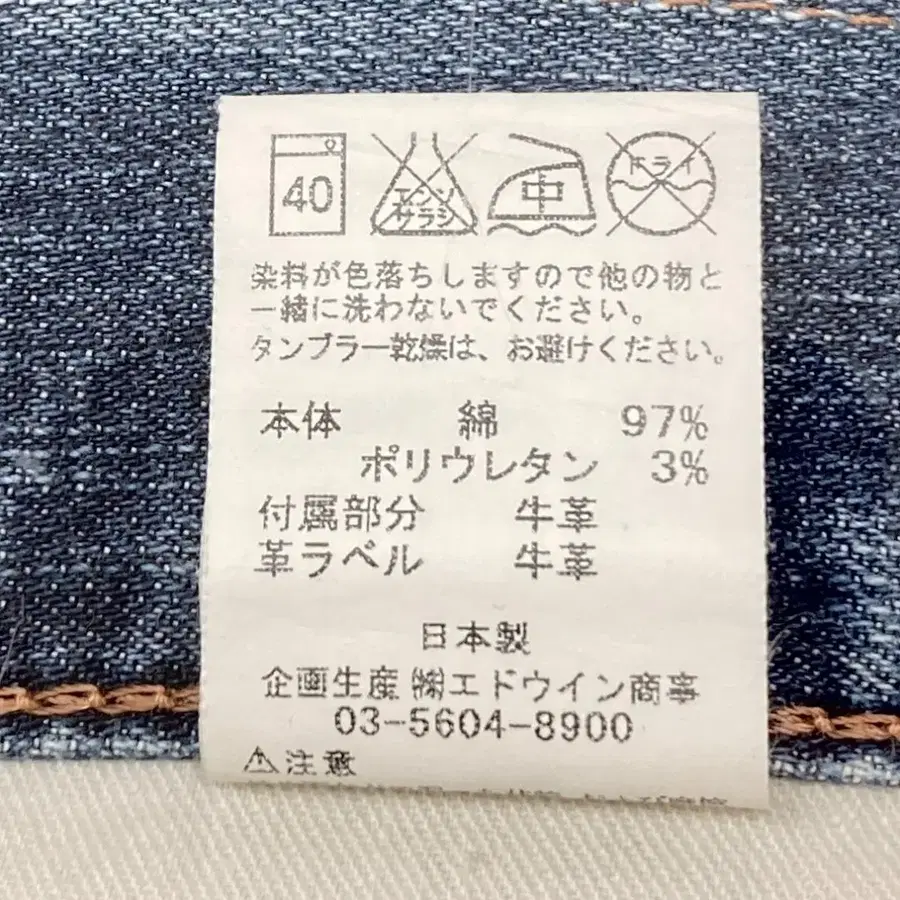 40 エンソサラシ 中 ドライ
染料が色落ちしますので他の物と
一緒に洗わないでください。
タンブラー乾燥は、お避けください。
本体 綿 97%
ポリウレタン 3%
付属部分 牛革
革ラベル 牛革
日本製
企画生産 ㈱エドウイン商事
03-5604-8900
⚠注意